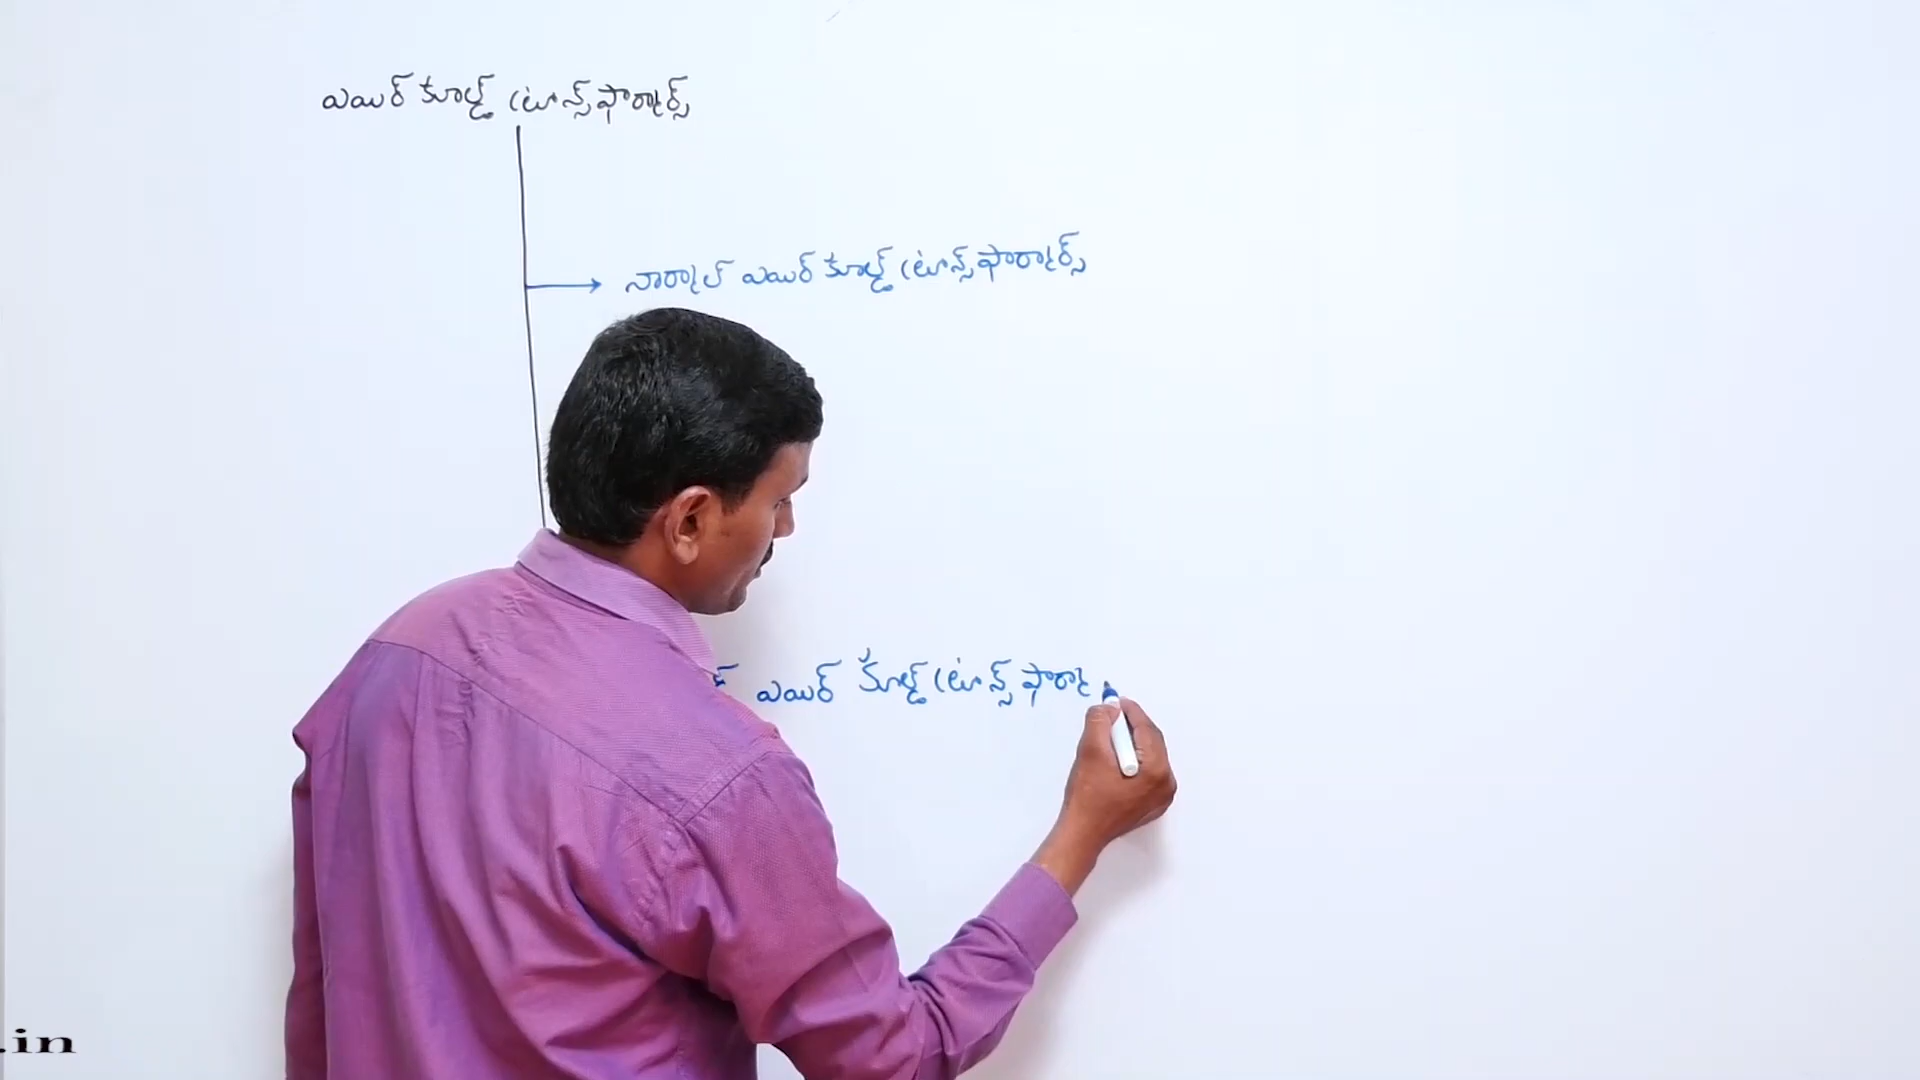 ఎయిర్ కూల్డ్ ట్రాన్స్ ఫార్మర్స్
నార్మల్ ఎయిర్ కూల్డ్ ట్రాన్స్ ఫార్మర్స్
ఎయిర్ కూల్డ్ ట్రాన్స్ ఫార్మ
.in